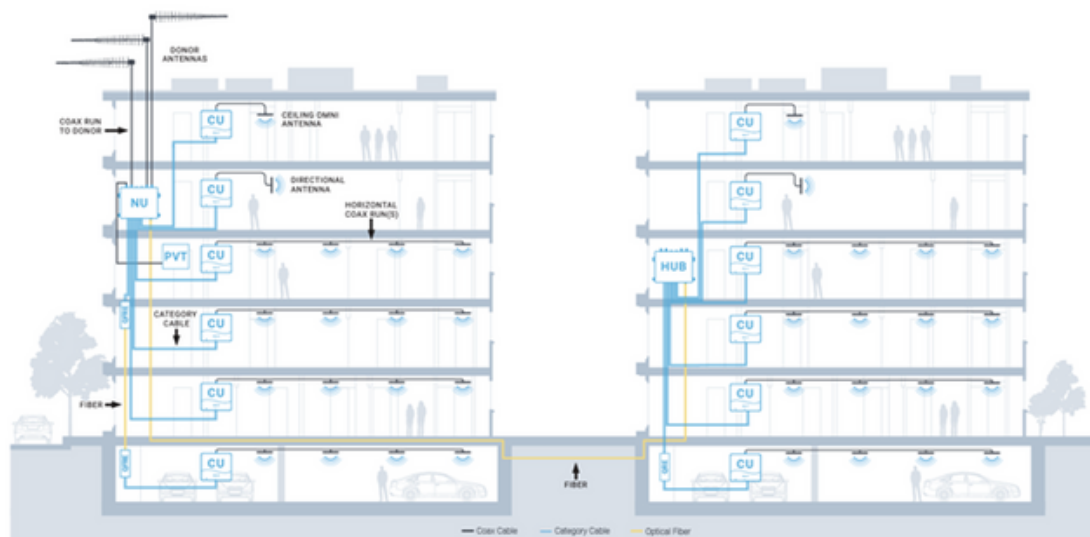 DONOR
ANTENNAS
COAX RUN
TO DONOR
CU
CEILING OMNI
ANTENNA
CU
NU
CU
DIRECTIONAL
ANTENNA
CU
HORIZONTAL
COAX RUN(S)
PVT
CU
HUB
CU
CATEGORY
CABLE
CU
CU
FIBER
CU
CU
CU
CU
FIBER
Coax Cable
Category Cable
Optical Fiber